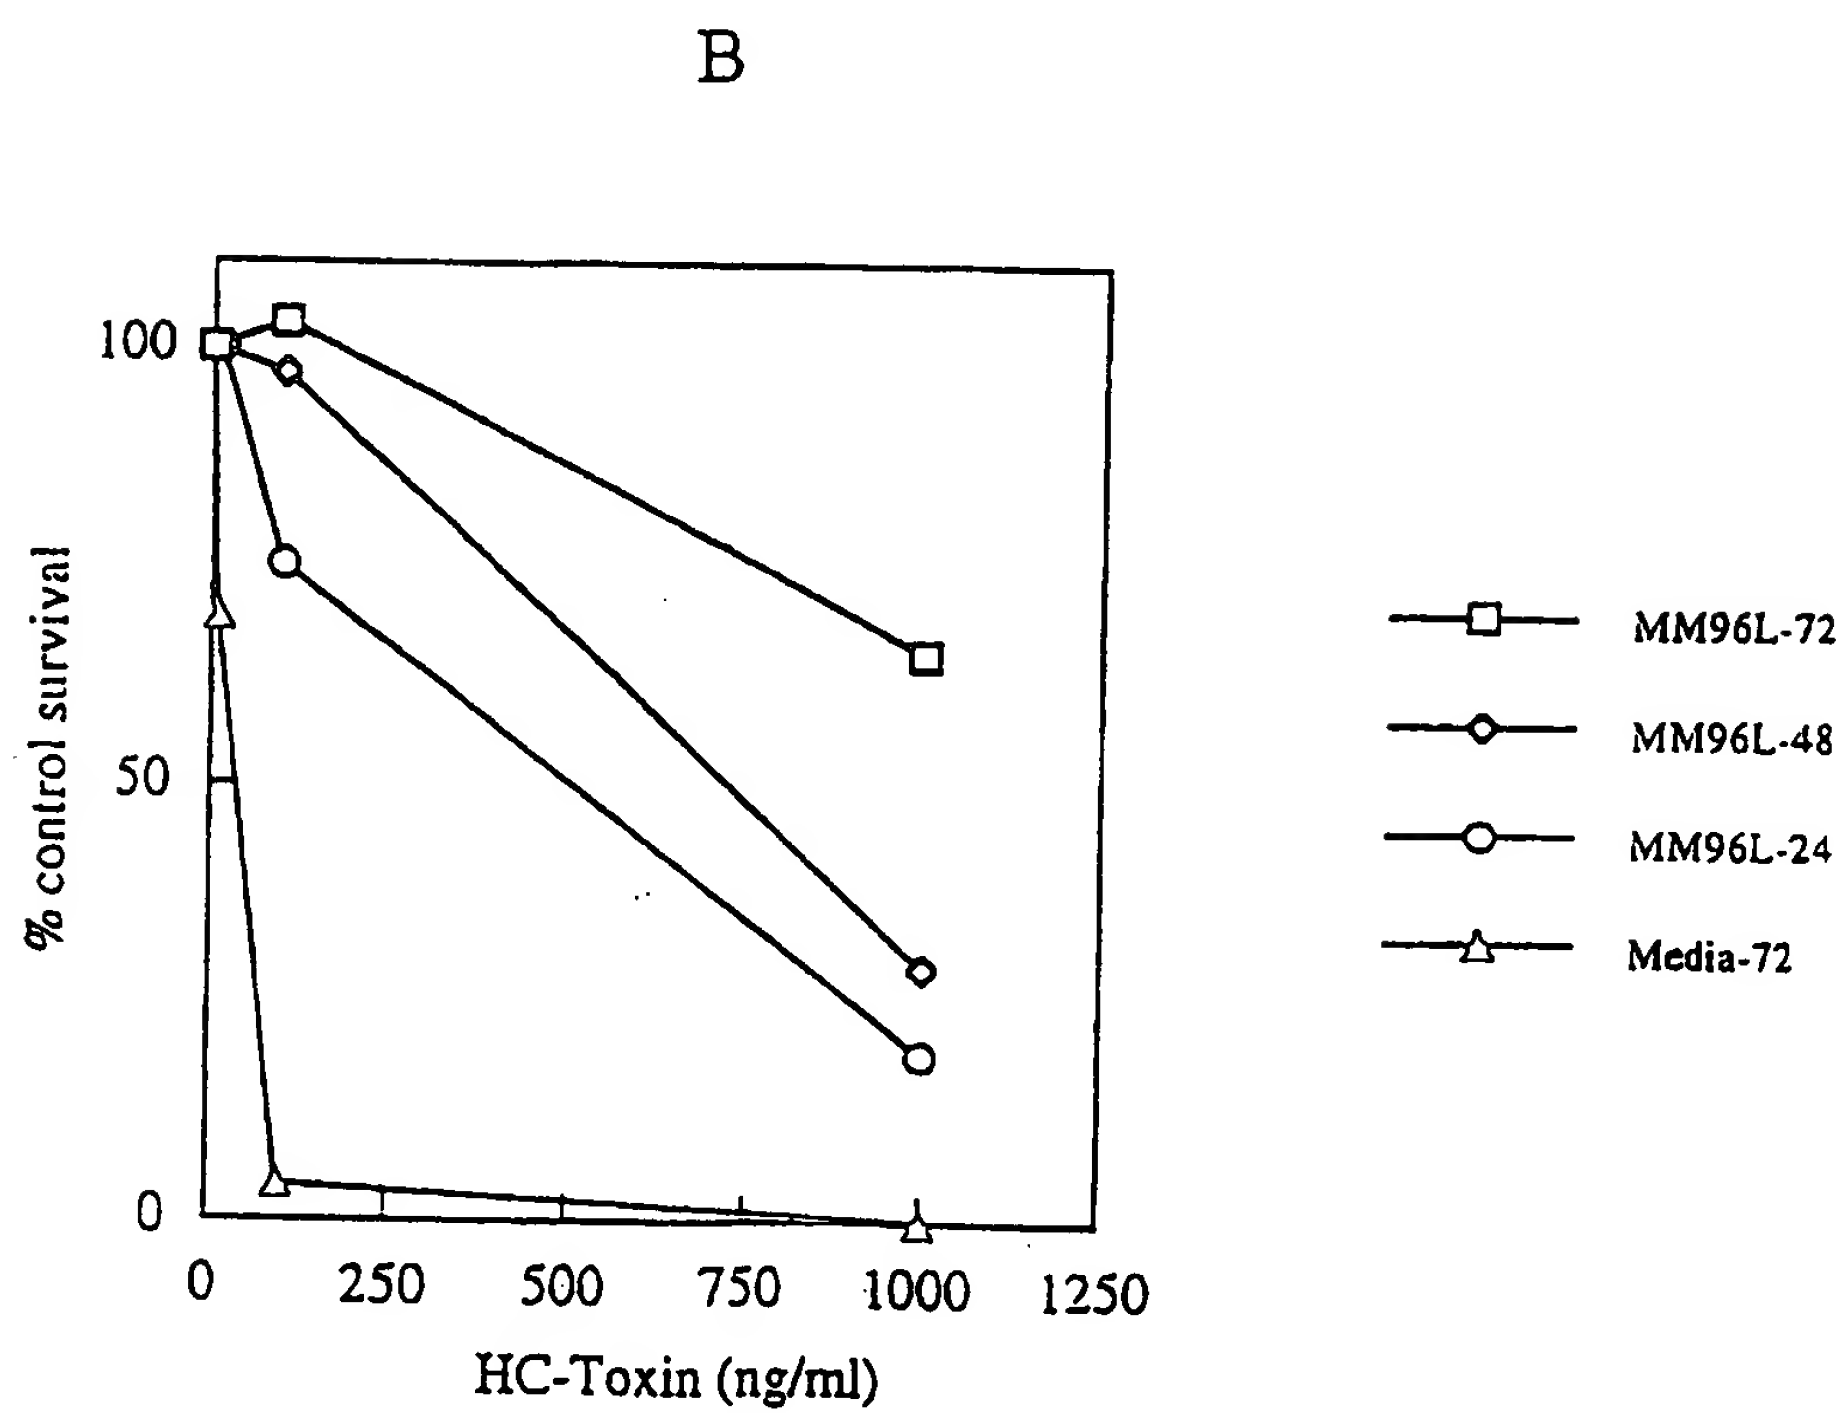 B
100
50
0
% control survival
0 250 500 750 1000 1250
HC-Toxin (ng/ml)
MM96L-72
MM96L-48
MM96L-24
Media-72